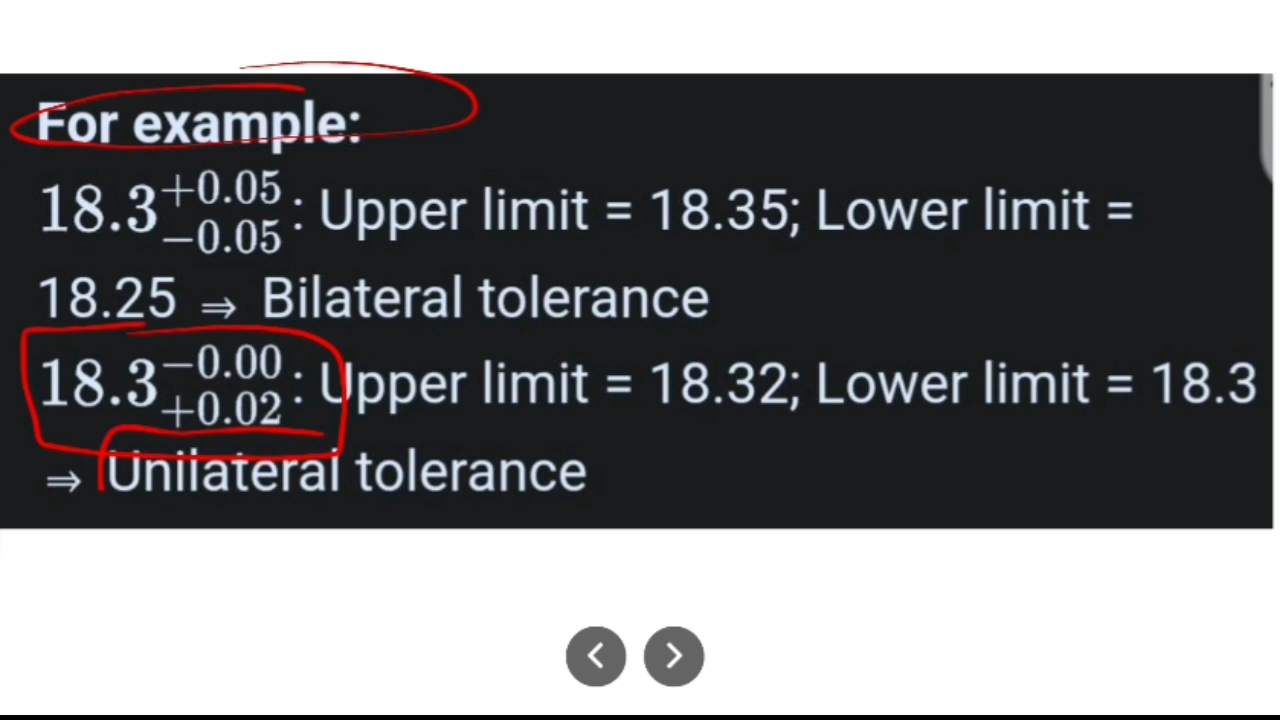 For example:
18.3^{+0.05}_{−0.05}: Upper limit = 18.35; Lower limit =
18.25 ⇒ Bilateral tolerance
18.3^{−0.00}_{+0.02}: Upper limit = 18.32; Lower limit = 18.3
⇒ Unilateral tolerance